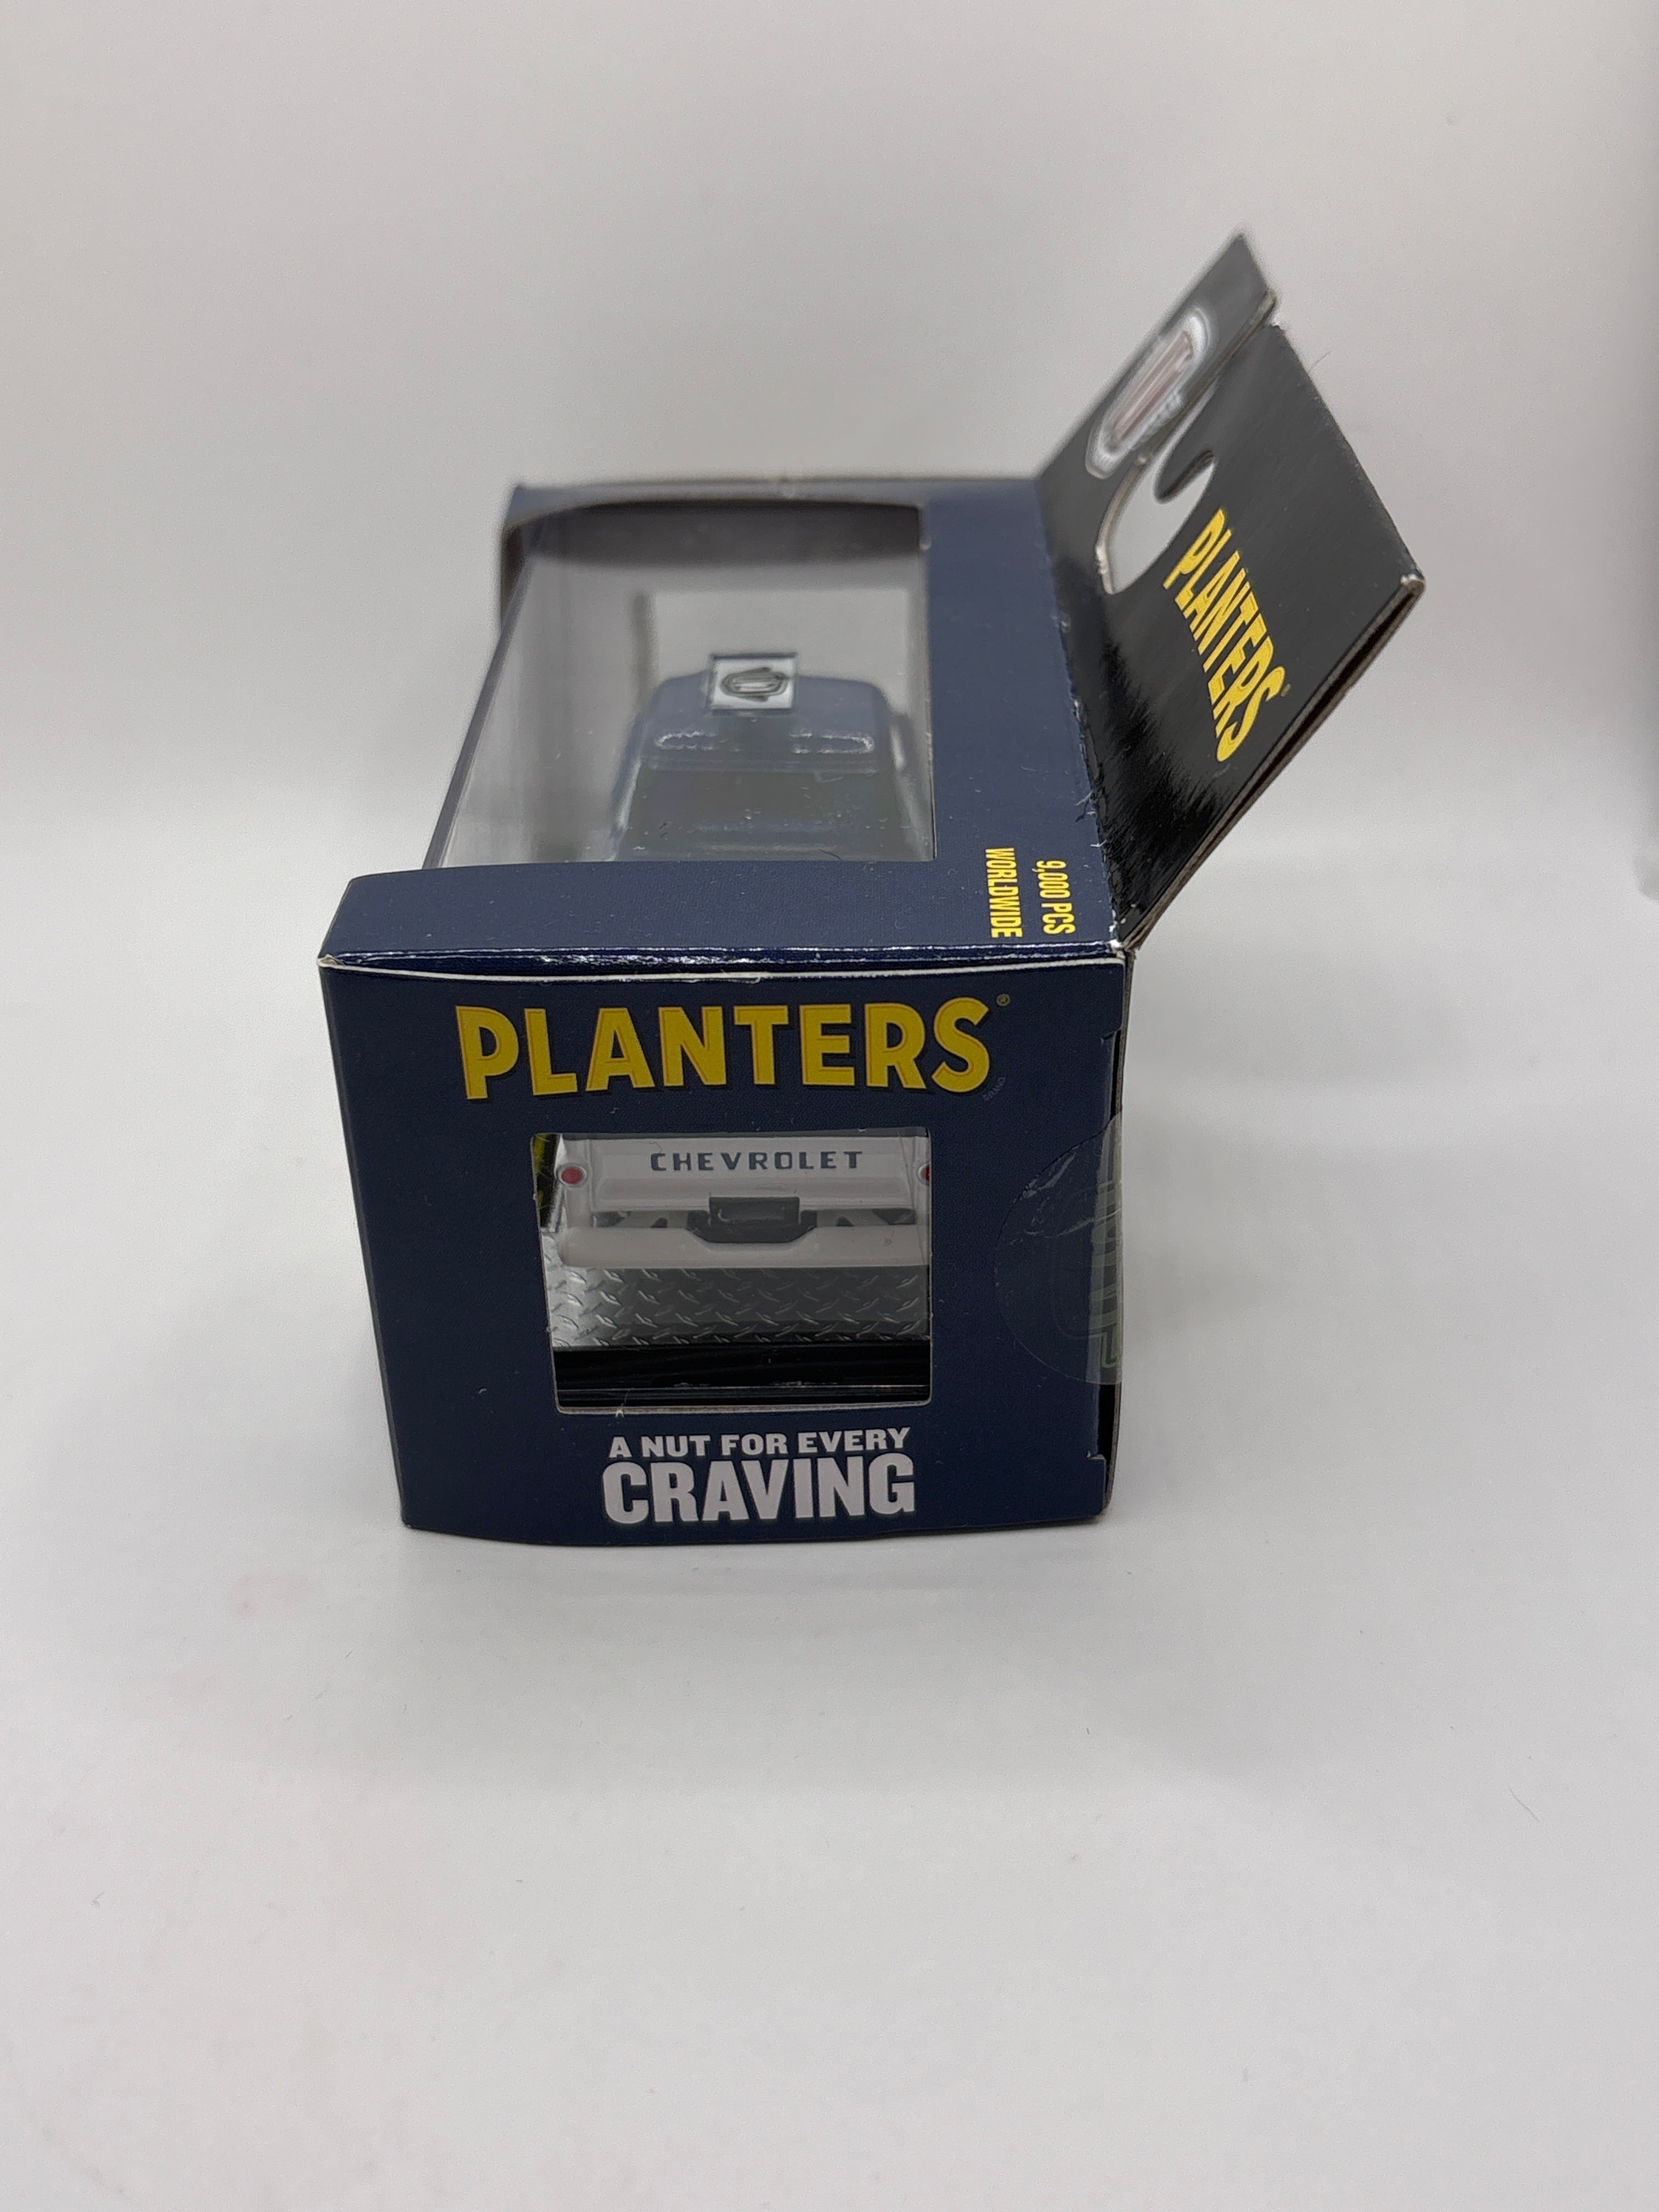 PLANTERS®
9,000 PCS
WORLDWIDE
PLANTERS®
CHEVROLET
A NUT FOR EVERY
CRAVING